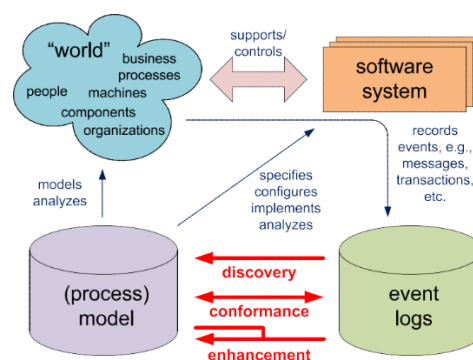 “world”
business
processes
people
machines
components
organizations
supports/
controls
software
system
models
analyzes
specifies
configures
implements
analyzes
records
events, e.g.,
messages,
transactions,
etc.
(process)
model
discovery
conformance
enhancement
event
logs